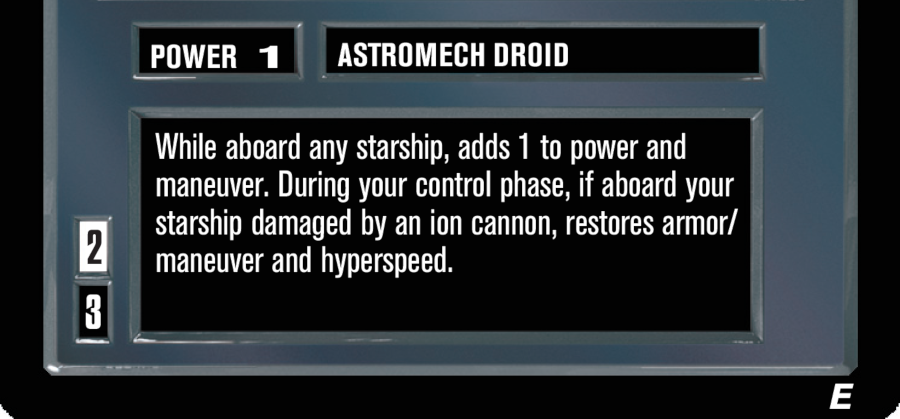 POWER 1
ASTROMECH DROID
While aboard any starship, adds 1 to power and
maneuver. During your control phase, if aboard your
starship damaged by an ion cannon, restores armor/
maneuver and hyperspeed.
2
3
E